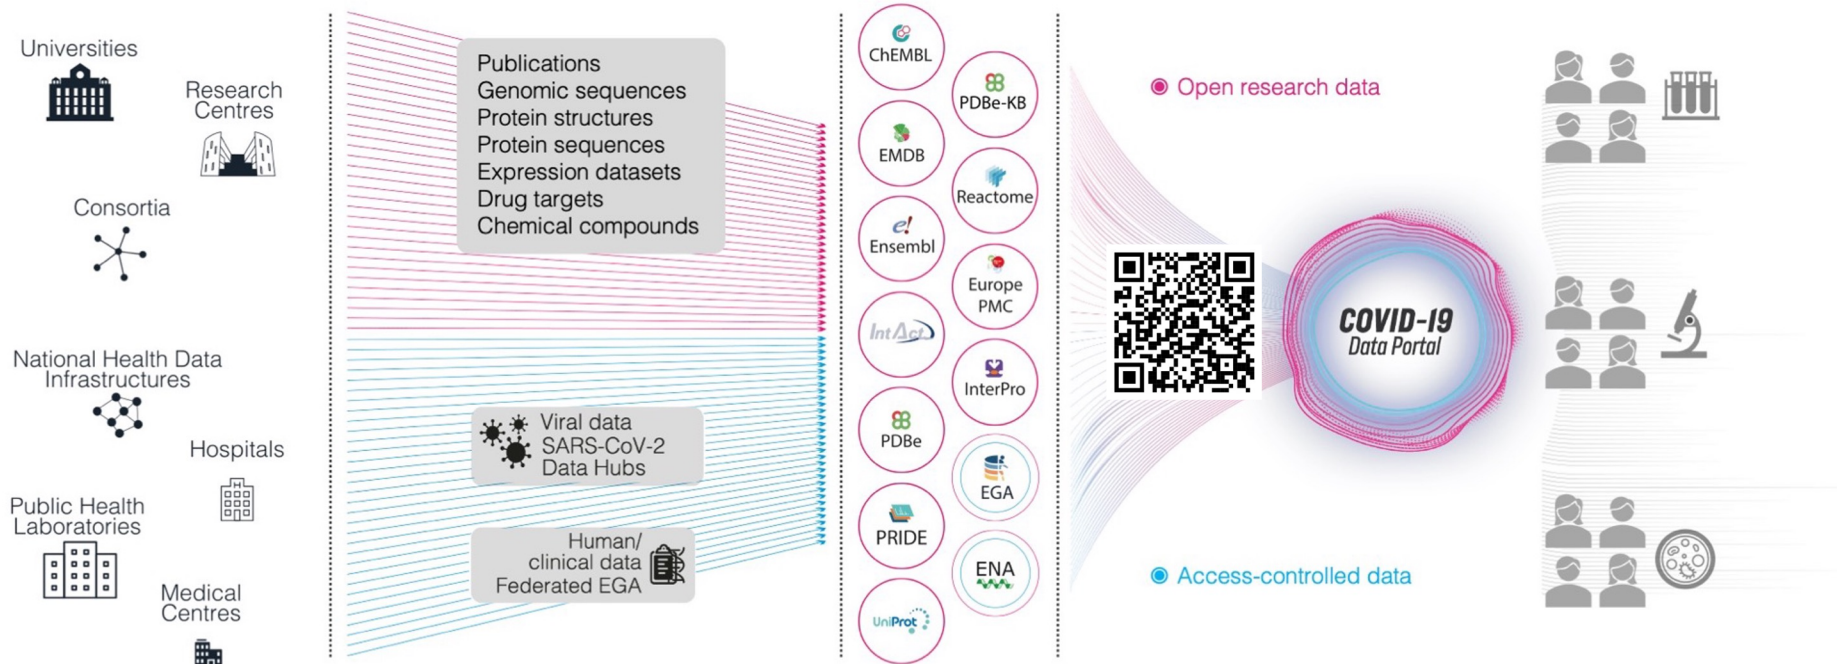 Universities
Research
Centres
Consortia
National Health Data
Infrastructures
Hospitals
Public Health
Laboratories
Medical
Centres
Publications
Genomic sequences
Protein structures
Protein sequences
Expression datasets
Drug targets
Chemical compounds
Viral data
SARS-CoV-2
Data Hubs
Human/
clinical data
Federated EGA
ChEMBL
PDBe-KB
EMDB
Reactome
e!
Ensembl
Europe
PMC
IntAct
InterPro
PDBe
EGA
PRIDE
ENA
UniProt
Open research data
COVID-19
Data Portal
Access-controlled data